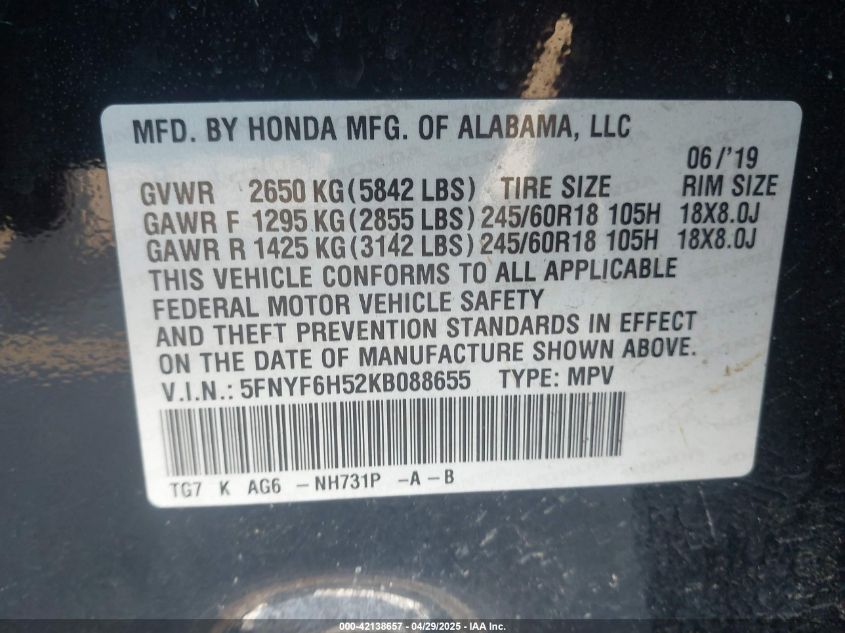 MFD. BY HONDA MFG. OF ALABAMA, LLC
06/'19
GVWR 2650 KG (5842 LBS) TIRE SIZE RIM SIZE
GAWR F 1295 KG (2855 LBS) 245/60R18 105H 18X8.0J
GAWR R 1425 KG (3142 LBS) 245/60R18 105H 18X8.0J
THIS VEHICLE CONFORMS TO ALL APPLICABLE
FEDERAL MOTOR VEHICLE SAFETY
AND THEFT PREVENTION STANDARDS IN EFFECT
ON THE DATE OF MANUFACTURE SHOWN ABOVE.
V.I.N.: 5FNYF6H52KB088655 TYPE: MPV
TG7 K AG6 -NH731P -A-B
000-42138657 - 04/29/2025 - IAA Inc.